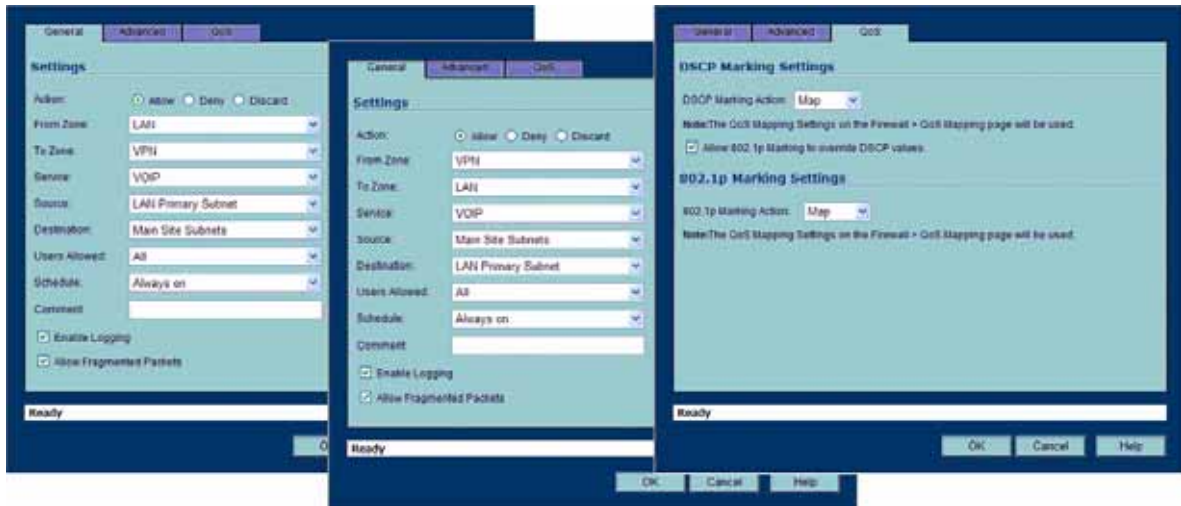 General Advanced QoS
Settings
Action: Allow Deny Discard
From Zone: LAN
To Zone: VPN
Service: VOIP
Source: LAN Primary Subnet
Destination: Main Site Subnets
Users Allowed: All
Schedule: Always on
Comment:
Enable Logging
Allow Fragmented Packets
Ready
General Advanced QoS
Settings
Action: Allow Deny Discard
From Zone: VPN
To Zone: LAN
Service: VOIP
Source: Main Site Subnets
Destination: LAN Primary Subnet
Users Allowed: All
Schedule: Always on
Comment:
Enable Logging
Allow Fragmented Packets
Ready
OK Cancel Help
General Advanced QoS
DSCP Marking Settings
DSCP Marking Action: Map
Note:The QoS Mapping Settings on the Firewall > QoS Mapping page will be used.
Allow 802.1p Marking to override DSCP values.
802.1p Marking Settings
802.1p Marking Action: Map
Note:The QoS Mapping Settings on the Firewall > QoS Mapping page will be used.
Ready
OK Cancel Help